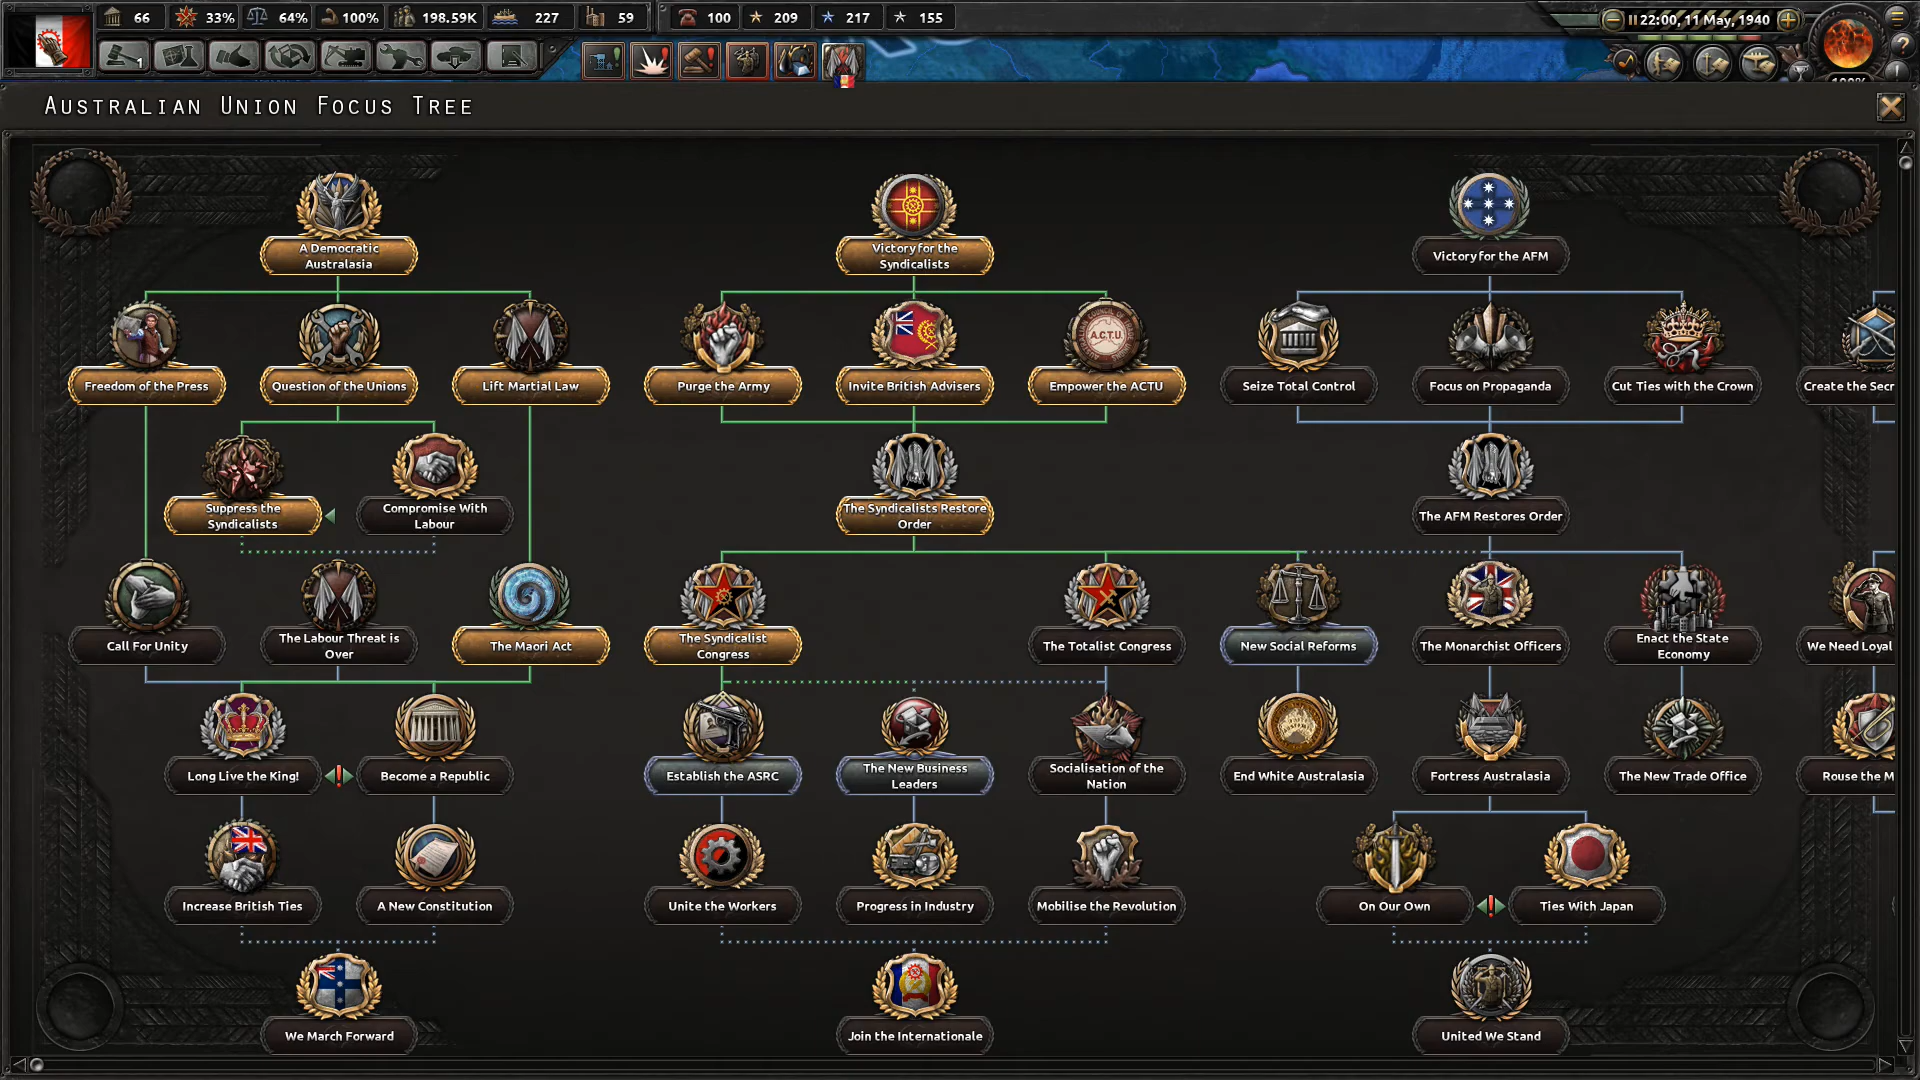 66
33%
64%
100%
198.59K
227
59
100
209
217
155
22:00, 11 May, 1940
1
Australian Union Focus Tree
A Democratic
Australasia
Victory for the
Syndicalists
Victory for the AFM
A.C.T.U.
Freedom of the Press
Question of the Unions
Lift Martial Law
Purge the Army
Invite British Advisers
Empower the ACTU
Seize Total Control
Focus on Propaganda
Cut Ties with the Crown
Create the Secr
Suppress the
Syndicalists
Compromise With
Labour
The Syndicalists Restore
Order
The AFM Restores Order
Call For Unity
The Labour Threat is
Over
The Maori Act
The Syndicalist
Congress
The Totalist Congress
New Social Reforms
The Monarchist Officers
Enact the State
Economy
We Need Loyal
Long Live the King!
Become a Republic
Establish the ASRC
The New Business
Leaders
Socialisation of the
Nation
End White Australasia
Fortress Australasia
The New Trade Office
Rouse the M
Increase British Ties
A New Constitution
Unite the Workers
Progress in Industry
Mobilise the Revolution
On Our Own
Ties With Japan
We March Forward
Join the Internationale
United We Stand